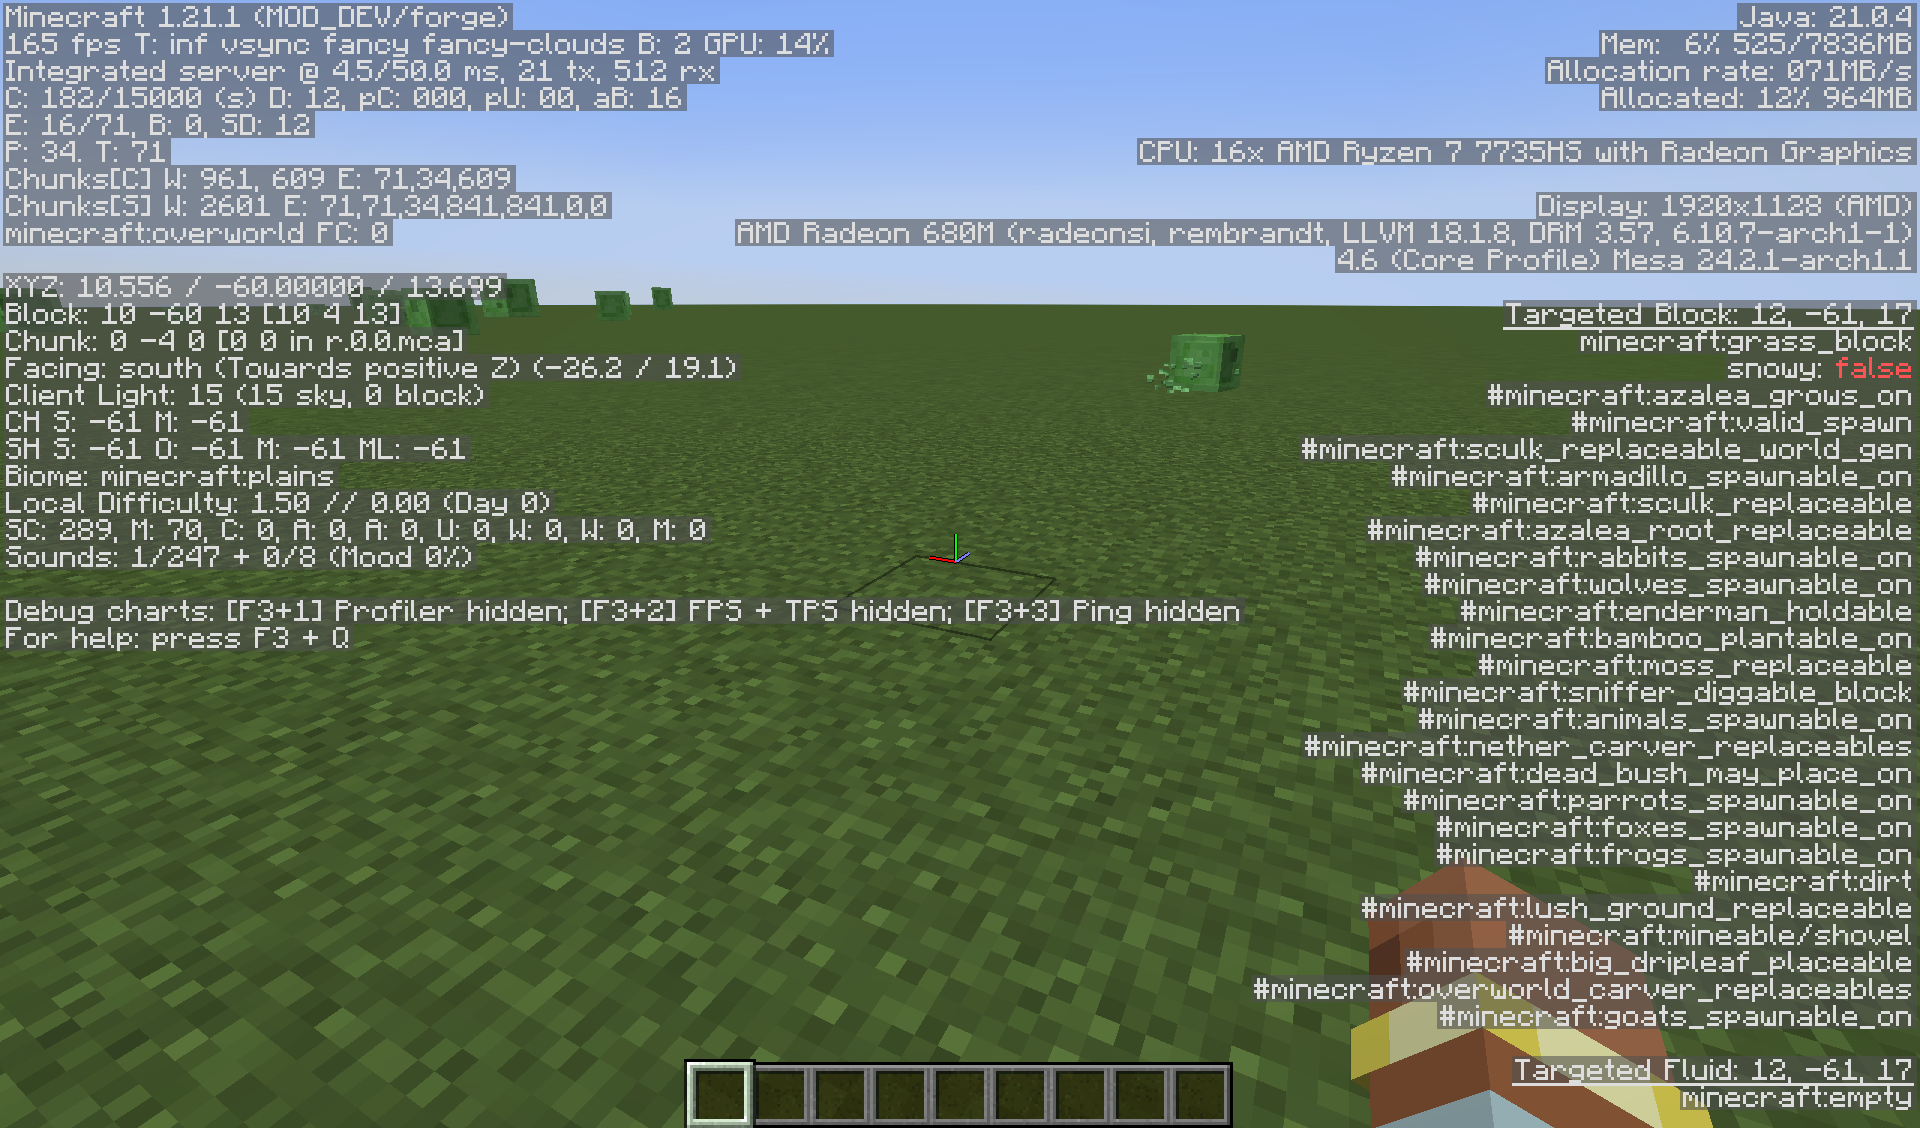 Minecraft 1.21.1 (MOD_DEV/forge)
165 fps T: inf vsync fancy fancy-clouds B: 2 GPU: 14%
Integrated server @ 4.5/50.0 ms, 21 tx, 512 rx
C: 182/15000 (s) D: 12, pC: 000, pU: 00, aB: 16
E: 16/71, B: 0, SD: 12
P: 34. T: 71
Chunks[C] W: 961, 609 E: 71,34,609
Chunks[S] W: 2601 E: 71,71,34,841,841,0,0
minecraft:overworld FC: 0
XYZ: 10.556 / -60.00000 / 13.699
Block: 10 -60 13 [10 4 13]
Chunk: 0 -4 0 [0 0 in r.0.0.mca]
Facing: south (Towards positive Z) (-26.2 / 19.1)
Client Light: 15 (15 sky, 0 block)
CH S: -61 M: -61
SH S: -61 O: -61 M: -61 ML: -61
Biome: minecraft:plains
Local Difficulty: 1.50 // 0.00 (Day 0)
SC: 289, M: 70, C: 0, A: 0, A: 0, U: 0, W: 0, W: 0, M: 0
Sounds: 1/247 + 0/8 (Mood 0%)
Debug charts: [F3+1] Profiler hidden; [F3+2] FPS + TPS hidden; [F3+3] Ping hidden
For help: press F3 + Q
Java: 21.0.4
Mem: 6% 525/7836MB
Allocation rate: 071MB/s
Allocated: 12% 964MB
CPU: 16x AMD Ryzen 7 7735HS with Radeon Graphics
Display: 1920x1128 (AMD)
AMD Radeon 680M (radeonsi, rembrandt, LLVM 18.1.8, DRM 3.57, 6.10.7-arch1-1)
4.6 (Core Profile) Mesa 24.2.1-arch1.1
Targeted Block: 12, -61, 17
minecraft:grass_block
snowy: false
#minecraft:azalea_grows_on
#minecraft:valid_spawn
#minecraft:sculk_replaceable_world_gen
#minecraft:armadillo_spawnable_on
#minecraft:sculk_replaceable
#minecraft:azalea_root_replaceable
#minecraft:rabbits_spawnable_on
#minecraft:wolves_spawnable_on
#minecraft:enderman_holdable
#minecraft:bamboo_plantable_on
#minecraft:moss_replaceable
#minecraft:sniffer_diggable_block
#minecraft:animals_spawnable_on
#minecraft:nether_carver_replaceables
#minecraft:dead_bush_may_place_on
#minecraft:parrots_spawnable_on
#minecraft:foxes_spawnable_on
#minecraft:frogs_spawnable_on
#minecraft:dirt
#minecraft:lush_ground_replaceable
#minecraft:mineable/shovel
#minecraft:big_dripleaf_placeable
#minecraft:overworld_carver_replaceables
#minecraft:goats_spawnable_on
Targeted Fluid: 12, -61, 17
minecraft:empty